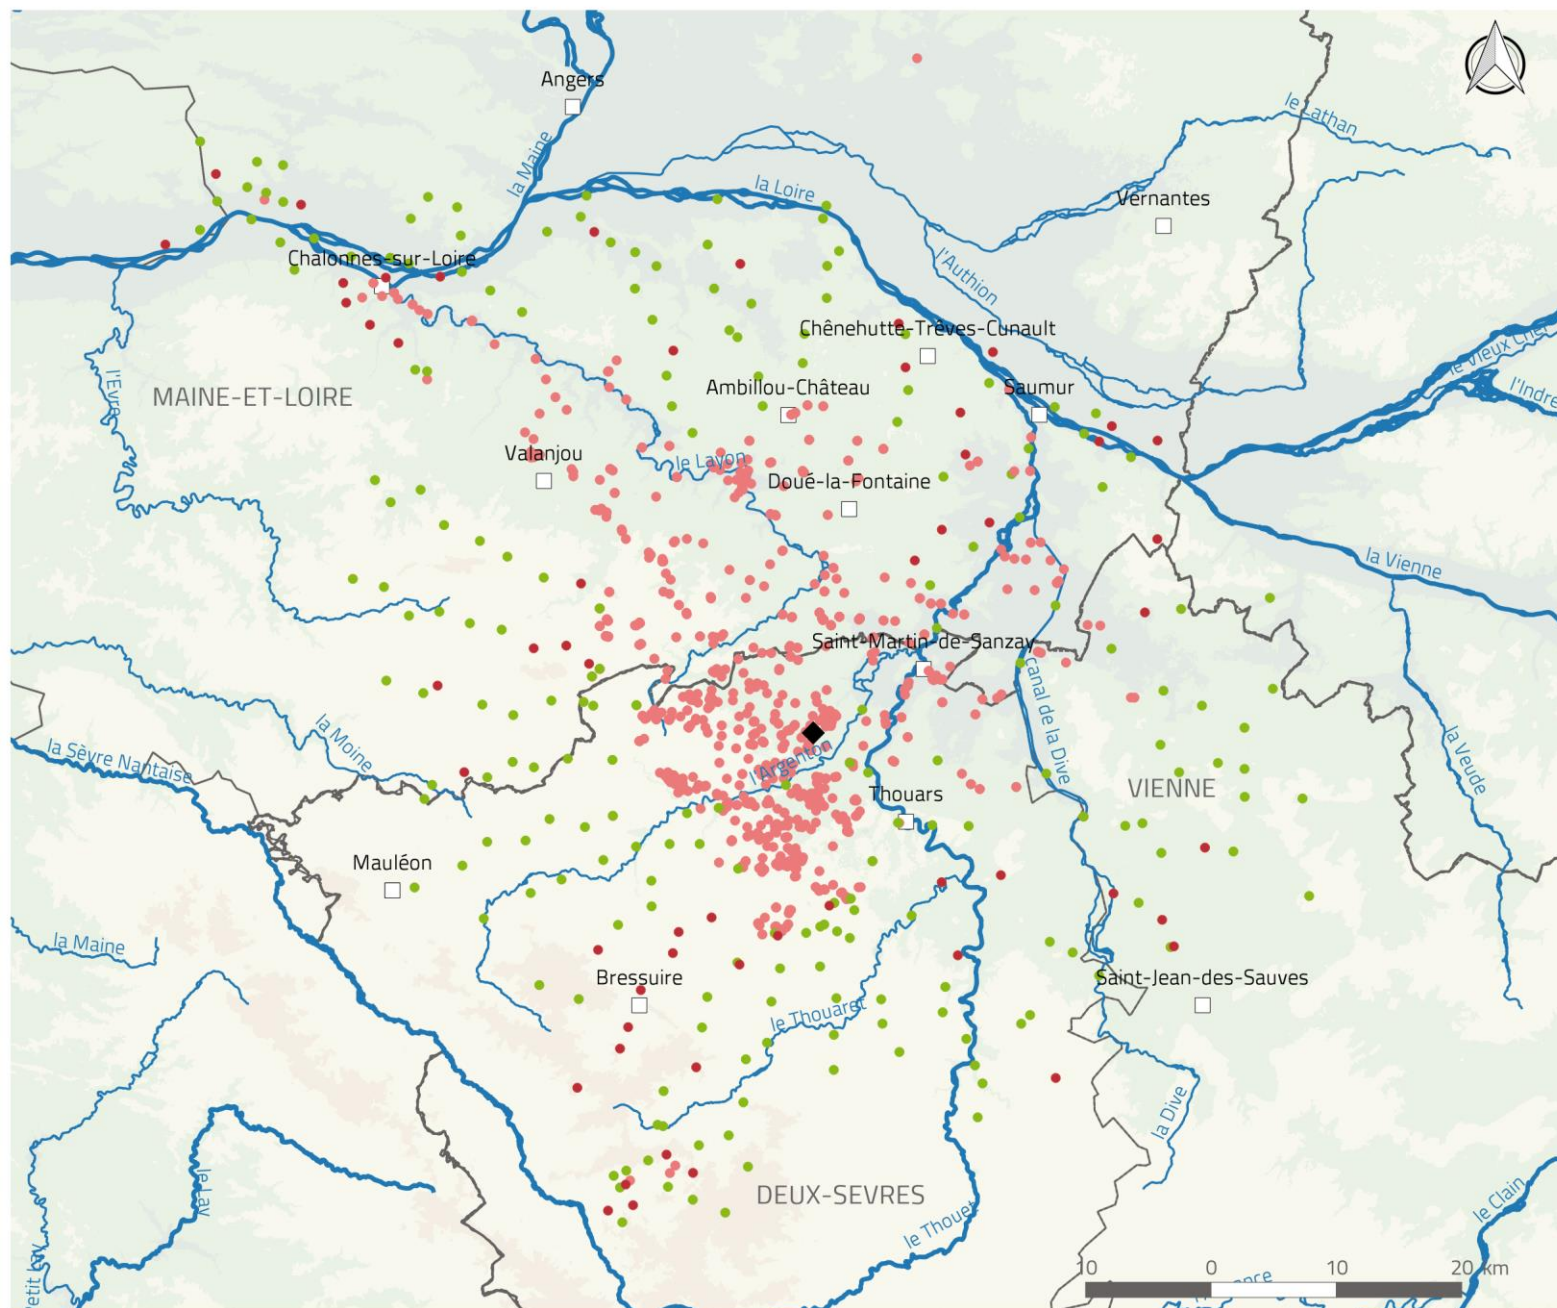 Angers
le Lathan
la Maine
la Loire
Vernantes
Chalonnes-sur-Loire
l'Authion
Chênehutte-Trêves-Cunault
le Vieux Cher
l'Indre
l'Evre
MAINE-ET-LOIRE
Ambillou-Château
Saumur
Valanjou
le Layon
Doué-la-Fontaine
la Vienne
Saint-Martin-de-Sanzay
canal de la Dive
la Moine
la Sèvre Nantaise
l'Argenton
la Veude
VIENNE
Thouars
Mauléon
la Maine
Bressuire
Saint-Jean-des-Sauves
le Thouaret
la Dive
le Lay
DEUX-SEVRES
le Thouet
le Clain
etit Lay
10 0 10 20 km